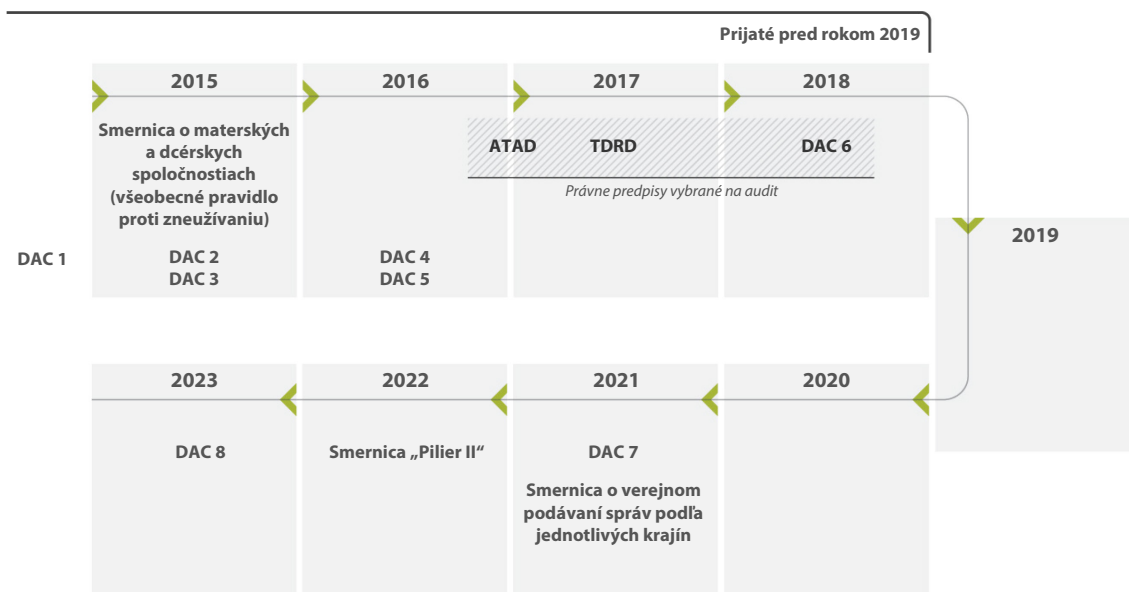 Prijaté pred rokom 2019
2015
2016
2017
2018
Smernica o materských
a dcérskych
spoločnostiach
(všeobecné pravidlo
proti zneužívaniu)
ATAD
TDRD
DAC 6
Právne predpisy vybrané na audit
DAC 1
DAC 2
DAC 3
DAC 4
DAC 5
2019
2023
2022
2021
2020
DAC 8
Smernica „Pilier II“
DAC 7
Smernica o verejnom
podávaní správ podľa
jednotlivých krajín